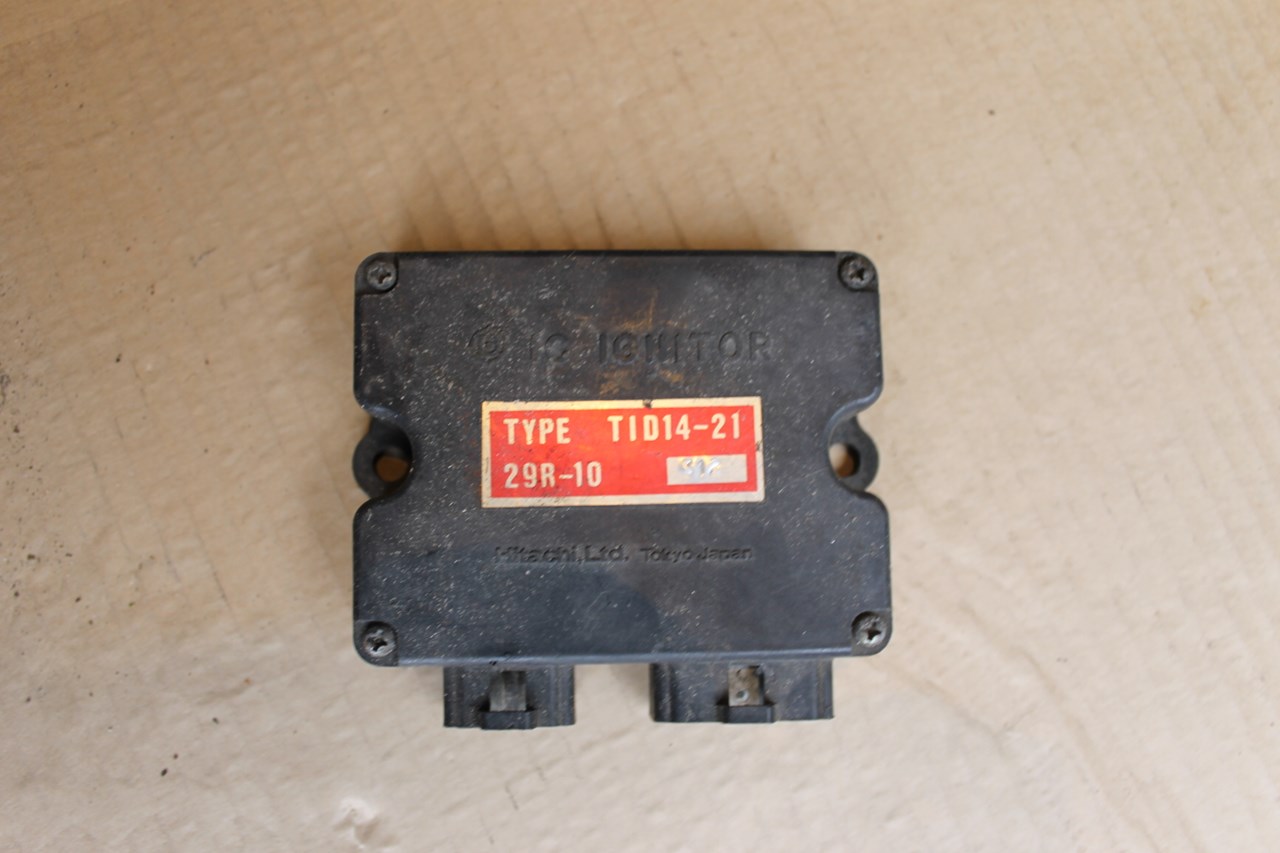 IC IGNITOR
TYPE TID14-21
29R-10
Hitachi, Ltd. Tokyo Japan